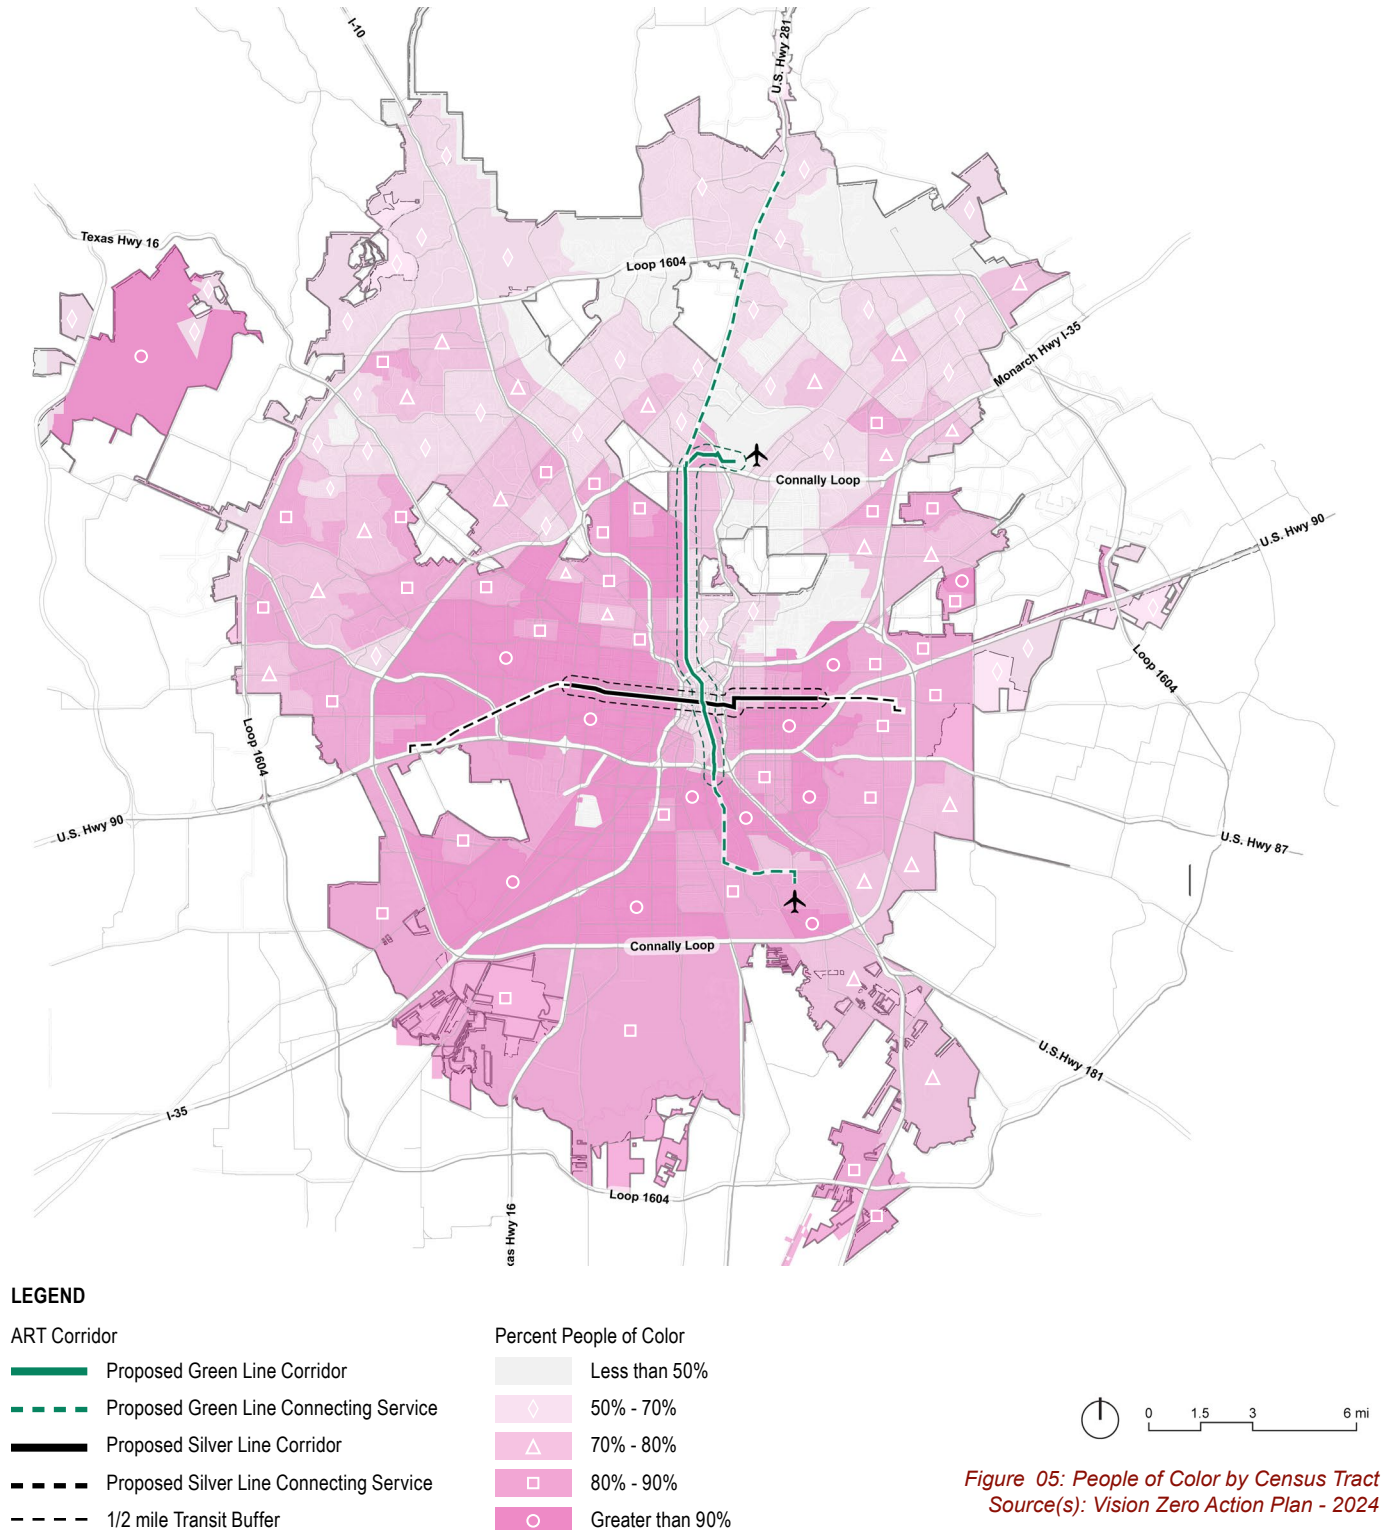 I-10
U.S. Hwy 281
Texas Hwy 16
Loop 1604
Monarch Hwy I-35
Connally Loop
U.S. Hwy 90
Loop 1604
Loop 1604
U.S. Hwy 90
U.S. Hwy 87
Connally Loop
U.S.Hwy 181
I-35
Loop 1604
xas Hwy 16
LEGEND
ART Corridor
Proposed Green Line Corridor
Proposed Green Line Connecting Service
Proposed Silver Line Corridor
Proposed Silver Line Connecting Service
1/2 mile Transit Buffer
Percent People of Color
Less than 50%
50% - 70%
70% - 80%
80% - 90%
Greater than 90%
0 1.5 3 6 mi
Figure 05: People of Color by Census Tract
Source(s): Vision Zero Action Plan - 2024